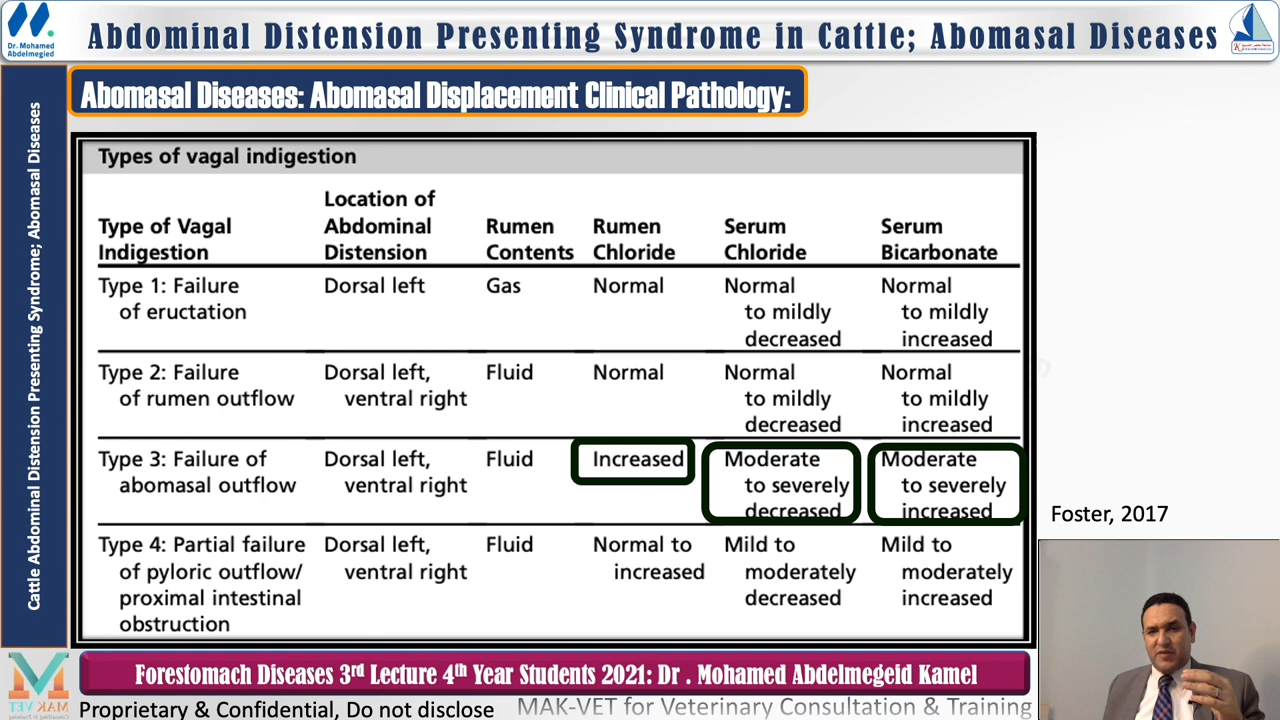 Dr. Mohamed
Abdelmegied
Abdominal Distension Presenting Syndrome in Cattle; Abomasal Diseases
Cattle Abdominal Distension Presenting Syndrome; Abomasal Diseases
Abomasal Diseases: Abomasal Displacement Clinical Pathology:
Types of vagal indigestion
Type of Vagal Indigestion | Location of Abdominal Distension | Rumen Contents | Rumen Chloride | Serum Chloride | Serum Bicarbonate
Type 1: Failure of eructation | Dorsal left | Gas | Normal | Normal to mildly decreased | Normal to mildly increased
Type 2: Failure of rumen outflow | Dorsal left, ventral right | Fluid | Normal | Normal to mildly decreased | Normal to mildly increased
Type 3: Failure of abomasal outflow | Dorsal left, ventral right | Fluid | Increased | Moderate to severely decreased | Moderate to severely increased
Type 4: Partial failure of pyloric outflow/ proximal intestinal obstruction | Dorsal left, ventral right | Fluid | Normal to increased | Mild to moderately decreased | Mild to moderately increased
Foster, 2017
MAK VET
Forestomach Diseases 3rd Lecture 4th Year Students 2021: Dr . Mohamed Abdelmegeid Kamel
Proprietary & Confidential, Do not disclose
MAK-VET for Veterinary Consultation & Training